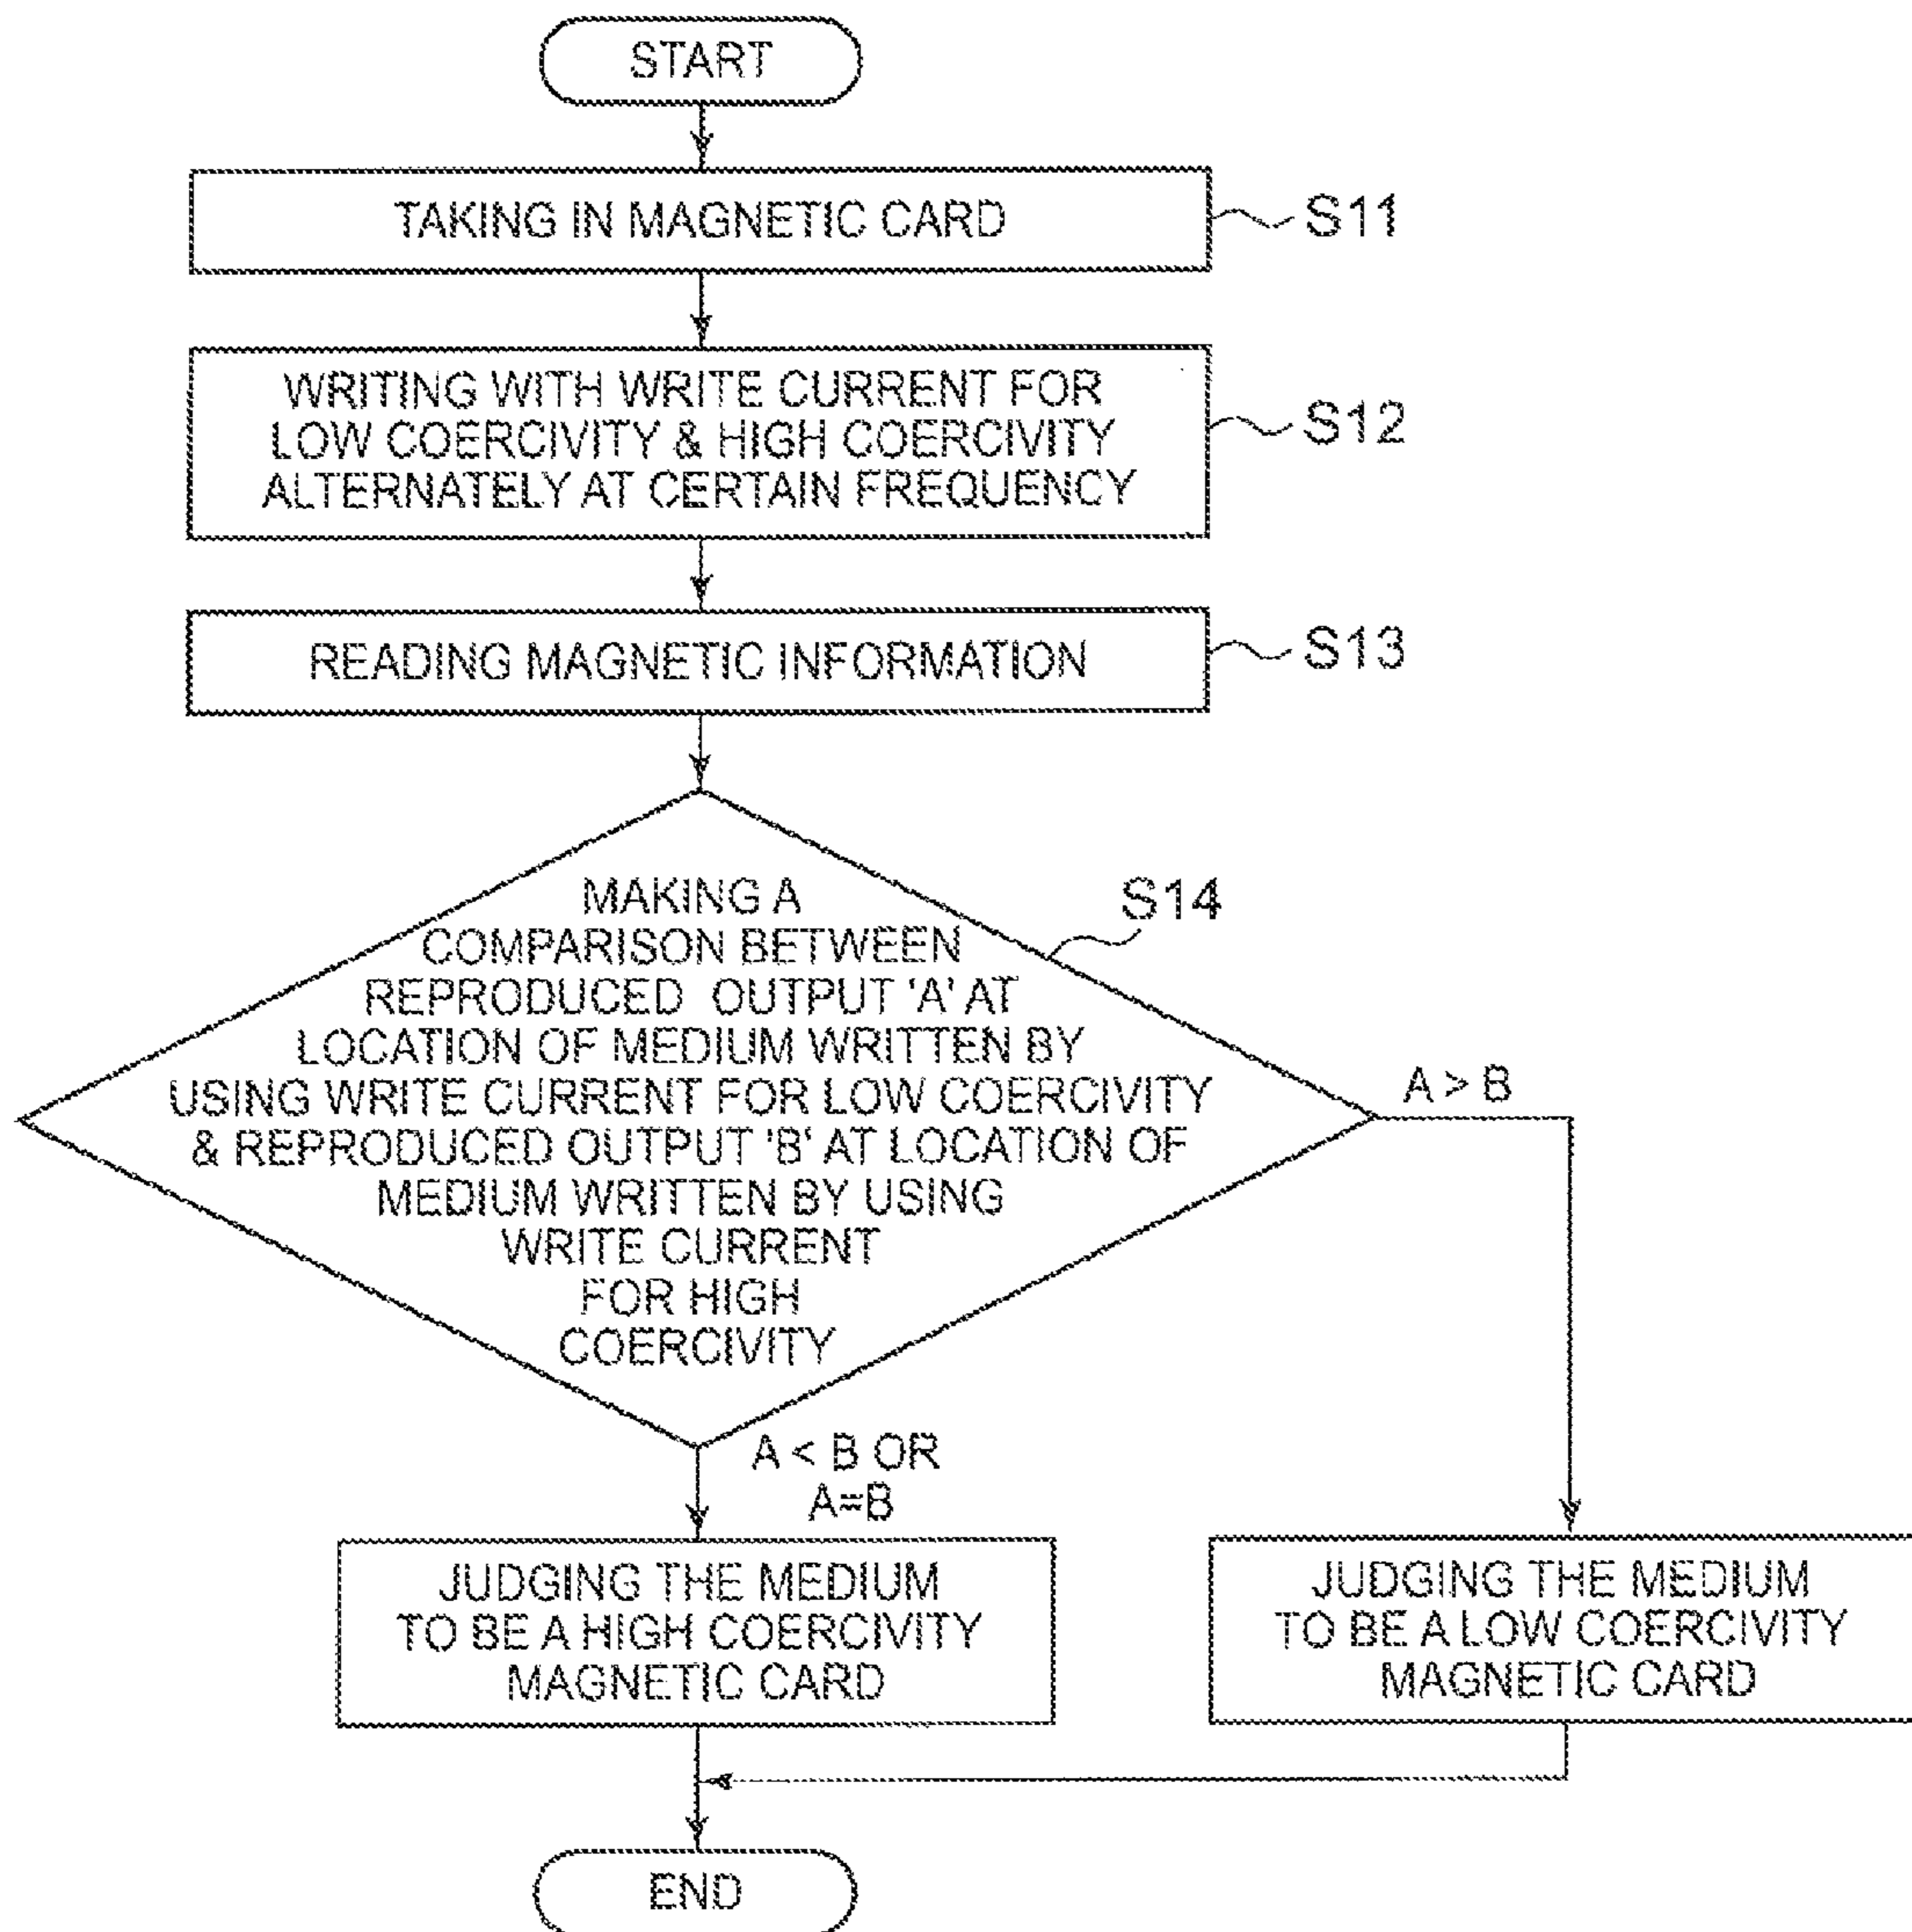 START
TAKING IN MAGNETIC CARD
S11
WRITING WITH WRITE CURRENT FOR
LOW COERCIVITY & HIGH COERCIVITY
ALTERNATELY AT CERTAIN FREQUENCY
S12
READING MAGNETIC INFORMATION
S13
MAKING A
COMPARISON BETWEEN
REPRODUCED OUTPUT 'A' AT
LOCATION OF MEDIUM WRITTEN BY
USING WRITE CURRENT FOR LOW COERCIVITY
& REPRODUCED OUTPUT 'B' AT LOCATION OF
MEDIUM WRITTEN BY USING
WRITE CURRENT
FOR HIGH
COERCIVITY
S14
A > B
A < B OR
A=B
JUDGING THE MEDIUM
TO BE A HIGH COERCIVITY
MAGNETIC CARD
JUDGING THE MEDIUM
TO BE A LOW COERCIVITY
MAGNETIC CARD
END